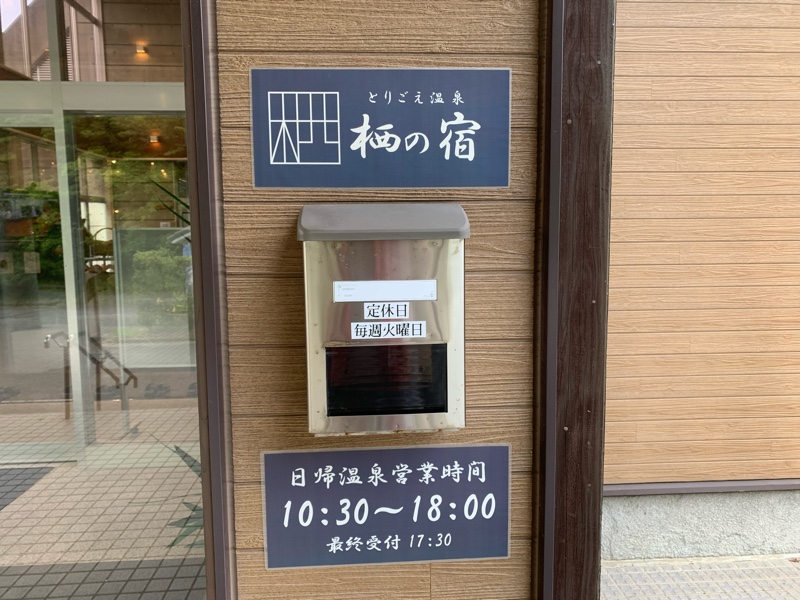 とりごえ温泉
栖の宿
定休日
毎週火曜日
日帰温泉営業時間
10:30〜18:00
最終受付 17:30